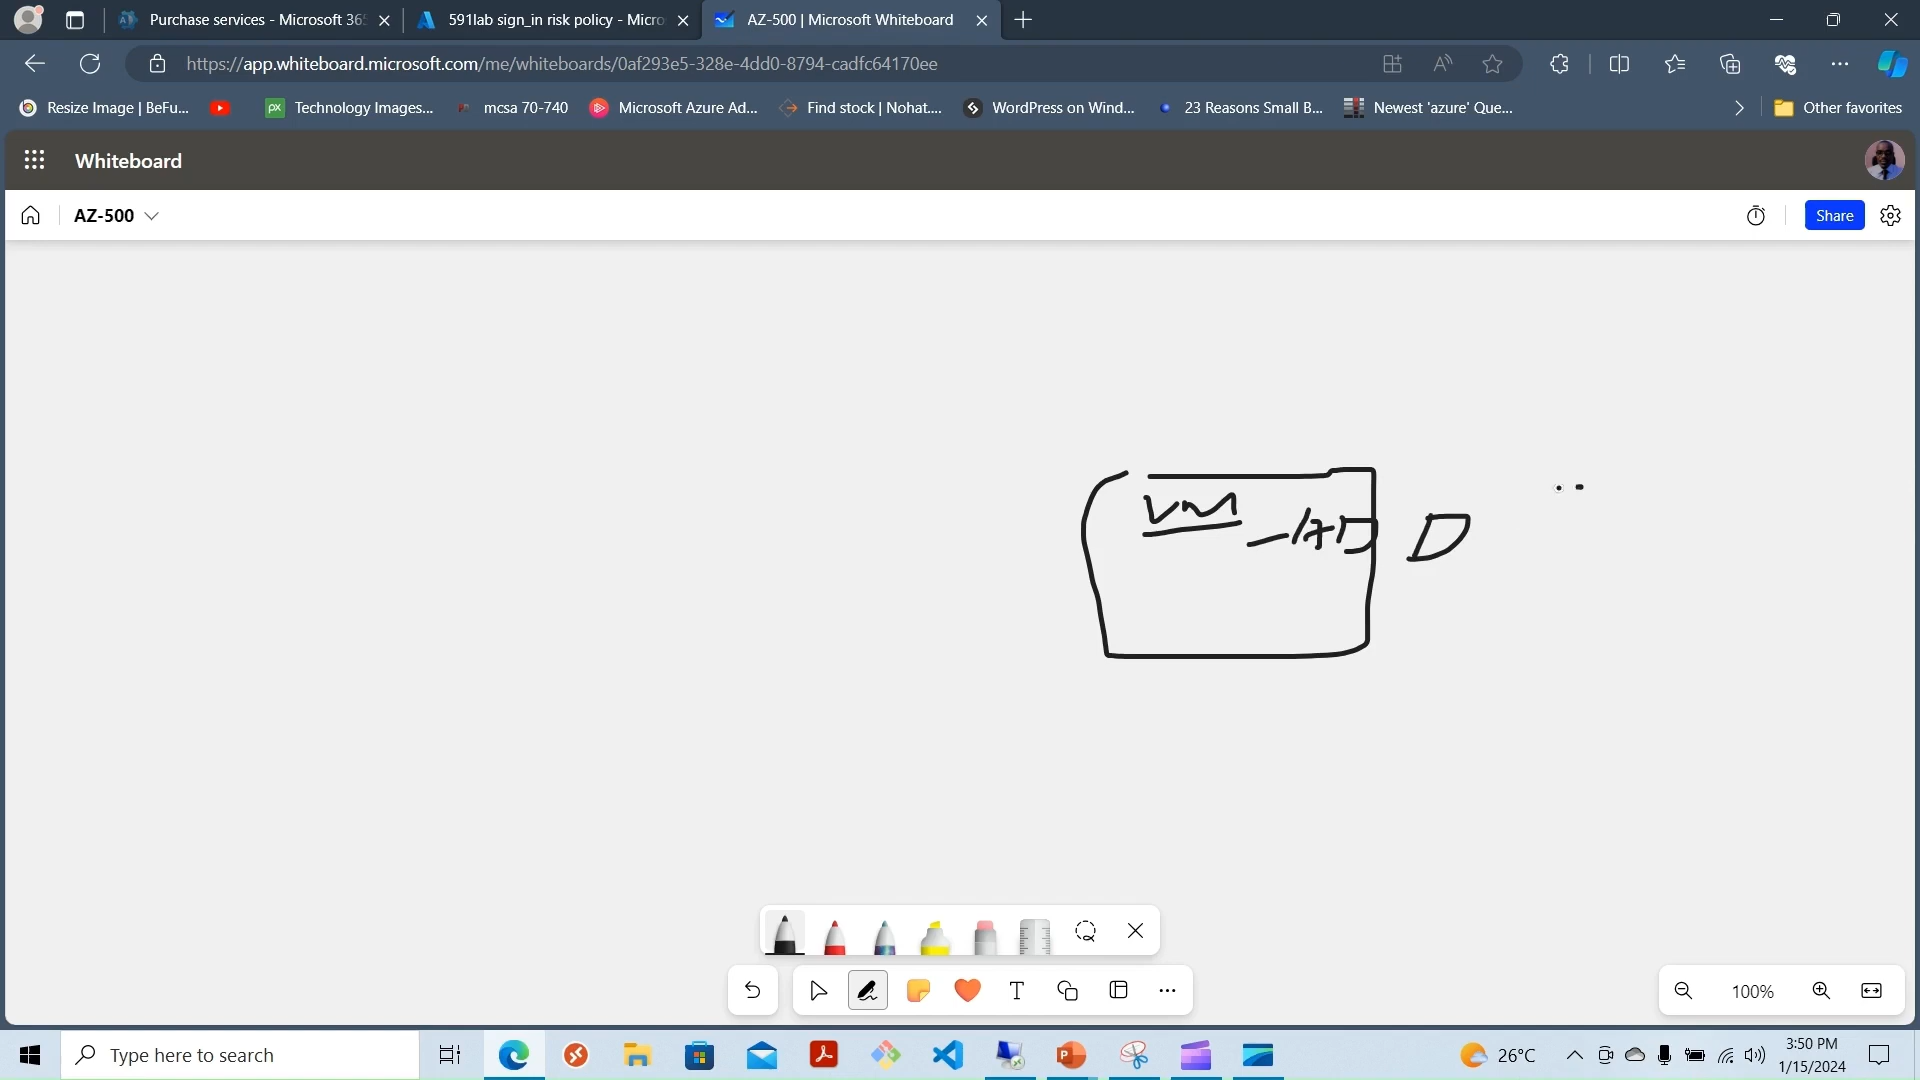 Purchase services - Microsoft 365
591lab sign_in risk policy - Micro
AZ-500 | Microsoft Whiteboard
https://app.whiteboard.microsoft.com/me/whiteboards/0af293e5-328e-4dd0-8794-cadfc64170ee
Resize Image | BeFu...
Technology Images...
mcsa 70-740
Microsoft Azure Ad...
Find stock | Nohat....
WordPress on Wind...
23 Reasons Small B...
Newest 'azure' Que...
Other favorites
Whiteboard
AZ-500
Share
VM
AD D
100%
Type here to search
26°C
3:50 PM
1/15/2024